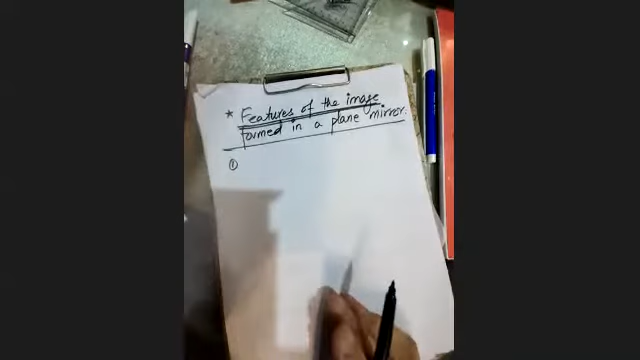 * Features of the image
formed in a plane mirror.
①